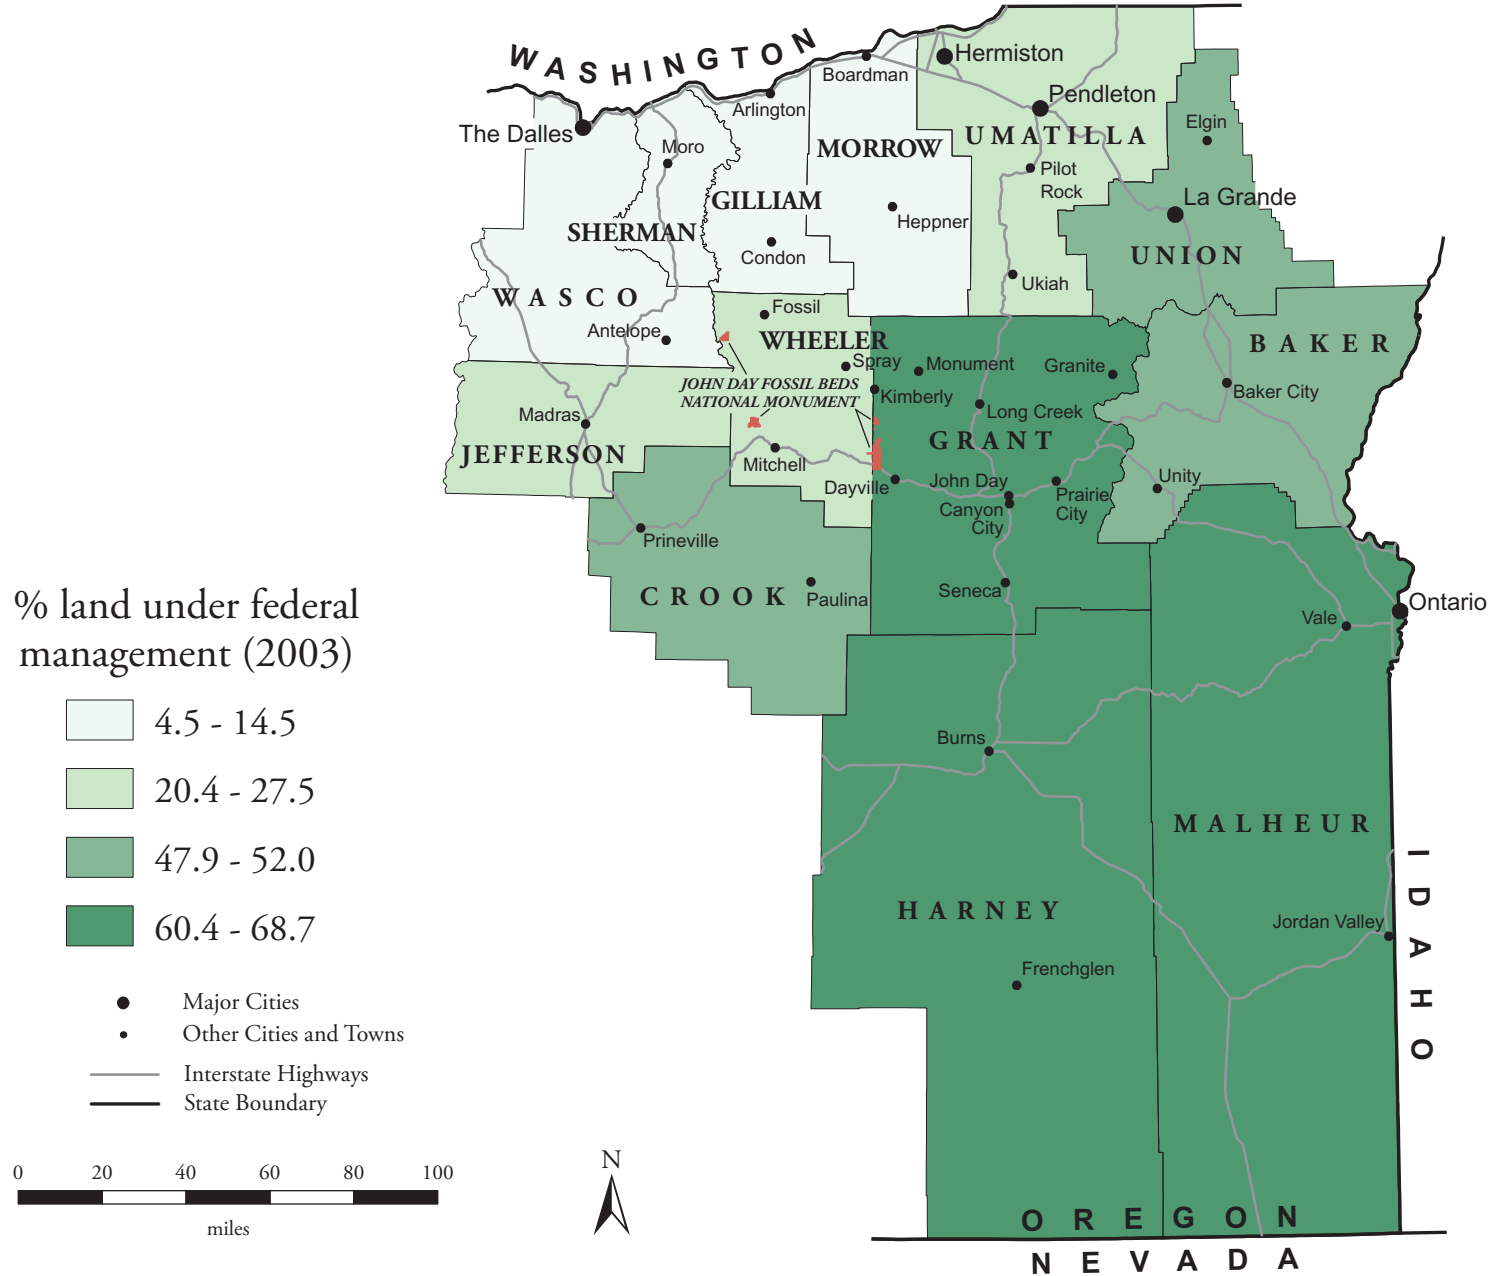 WASHINGTON
Hermiston
Boardman
Pendleton
Arlington
The Dalles
Elgin
UMATILLA
Moro
MORROW
Pilot
Rock
La Grande
GILLIAM
Heppner
SHERMAN
UNION
Condon
Ukiah
WASCO
Fossil
Antelope
WHEELER
BAKER
Spray
Monument
Granite
JOHN DAY FOSSIL BEDS
NATIONAL MONUMENT
Kimberly
Baker City
Long Creek
Madras
GRANT
JEFFERSON
Mitchell
Unity
Dayville
John Day
Prairie
City
Canyon
City
Prineville
Seneca
CROOK
Paulina
Ontario
Vale
% land under federal
management (2003)
4.5 - 14.5
20.4 - 27.5
47.9 - 52.0
60.4 - 68.7
Burns
MALHEUR
IDAHO
HARNEY
Jordan Valley
Frenchglen
Major Cities
Other Cities and Towns
Interstate Highways
State Boundary
0 20 40 60 80 100
miles
N
OREGON
NEVADA